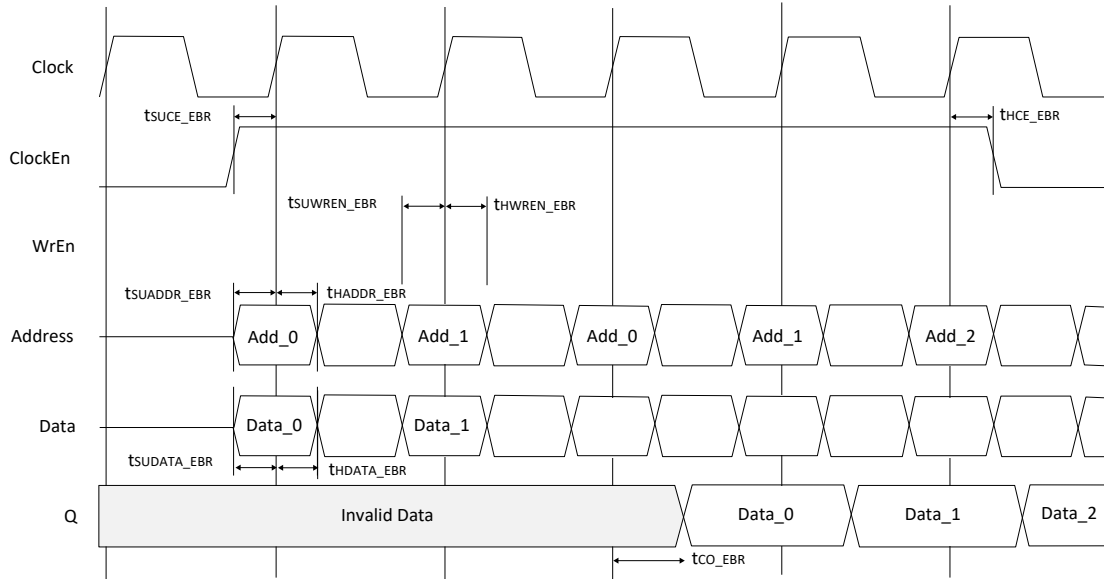 Clock
tSUCE_EBR
tHCE_EBR
ClockEn
tSUWREN_EBR tHWREN_EBR
WrEn
tSUADDR_EBR tHADDR_EBR
Address Add_0 Add_1 Add_0 Add_1 Add_2
Data Data_0 Data_1
tSUDATA_EBR tHDATA_EBR
Q Invalid Data Data_0 Data_1 Data_2
tCO_EBR